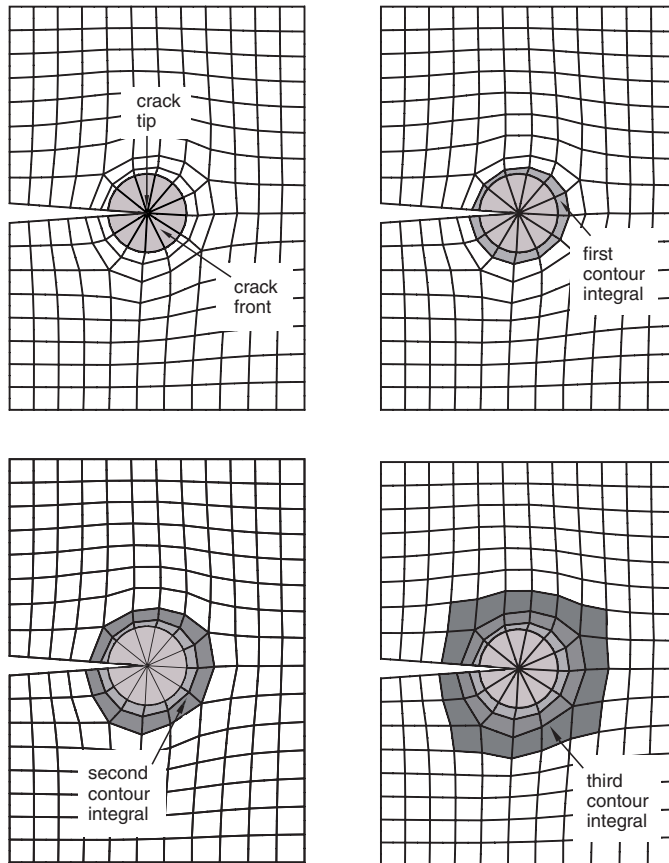 crack
tip
crack
front
first
contour
integral
second
contour
integral
third
contour
integral